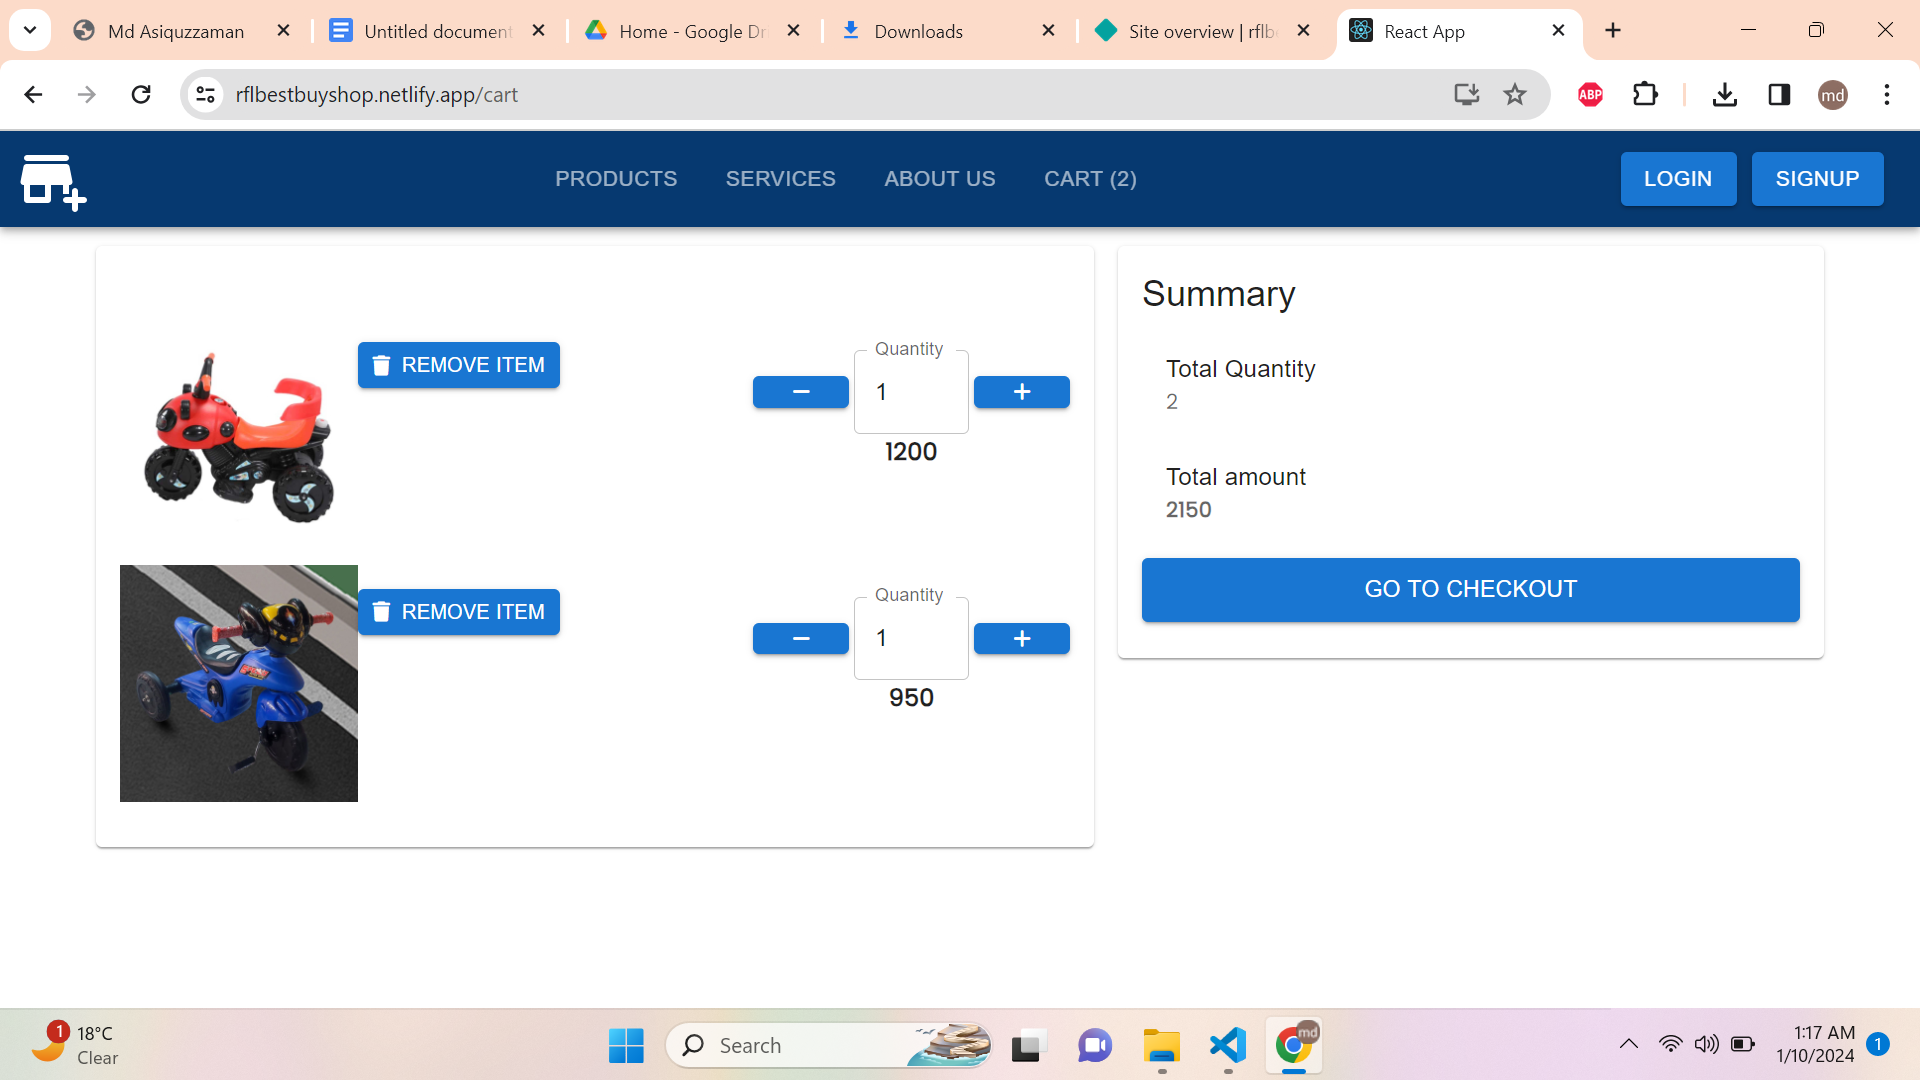 Md Asiquzzaman
Untitled document
Home - Google Dr
Downloads
Site overview | rflb
React App
rflbestbuyshop.netlify.app/cart
ABP
md
PRODUCTS
SERVICES
ABOUT US
CART (2)
LOGIN
SIGNUP
REMOVE ITEM
Quantity
1
1200
REMOVE ITEM
Quantity
1
950
Summary
Total Quantity
2
Total amount
2150
GO TO CHECKOUT
1
18°C
Clear
Search
md
1:17 AM
1/10/2024
1